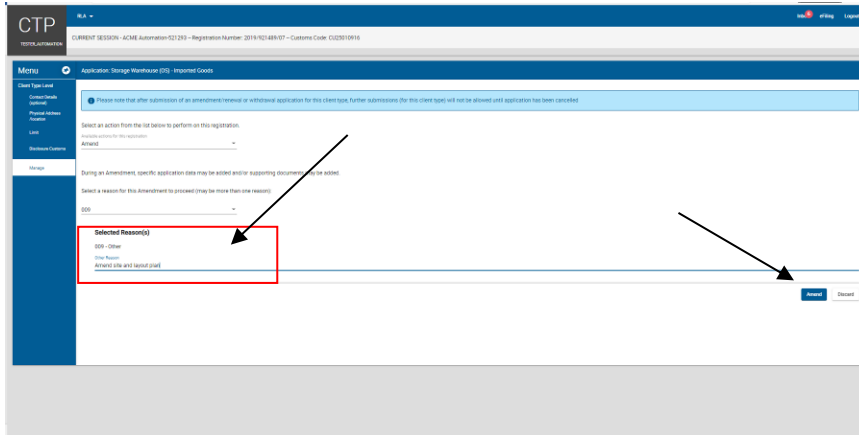 CTP
TESTER, AUTOMATION
RLA
eFiling Logout
CURRENT SESSION - ACME Automation-521293 – Registration Number: 2019/921489/07 – Customs Code: CU25010916
Menu
Application: Storage Warehouse (OS) - Imported Goods
Client Type Level
Contact Details
(optional)
Physical Address
/location
Limit
Disclosure Customs
Manage
Please note that after submission of an amendment/renewal or withdrawal application for this client type, further submissions (for this client type) will not be allowed until application has been cancelled
Select an action from the list below to perform on this registration.
Available actions for this registration
Amend
During an Amendment, specific application data may be added and/or supporting documents may be added
Select a reason for this Amendment to proceed (may be more than one reason):
009
Selected Reason(s)
009 - Other
Other Reason
Amend site and layout plan
Amend Discard